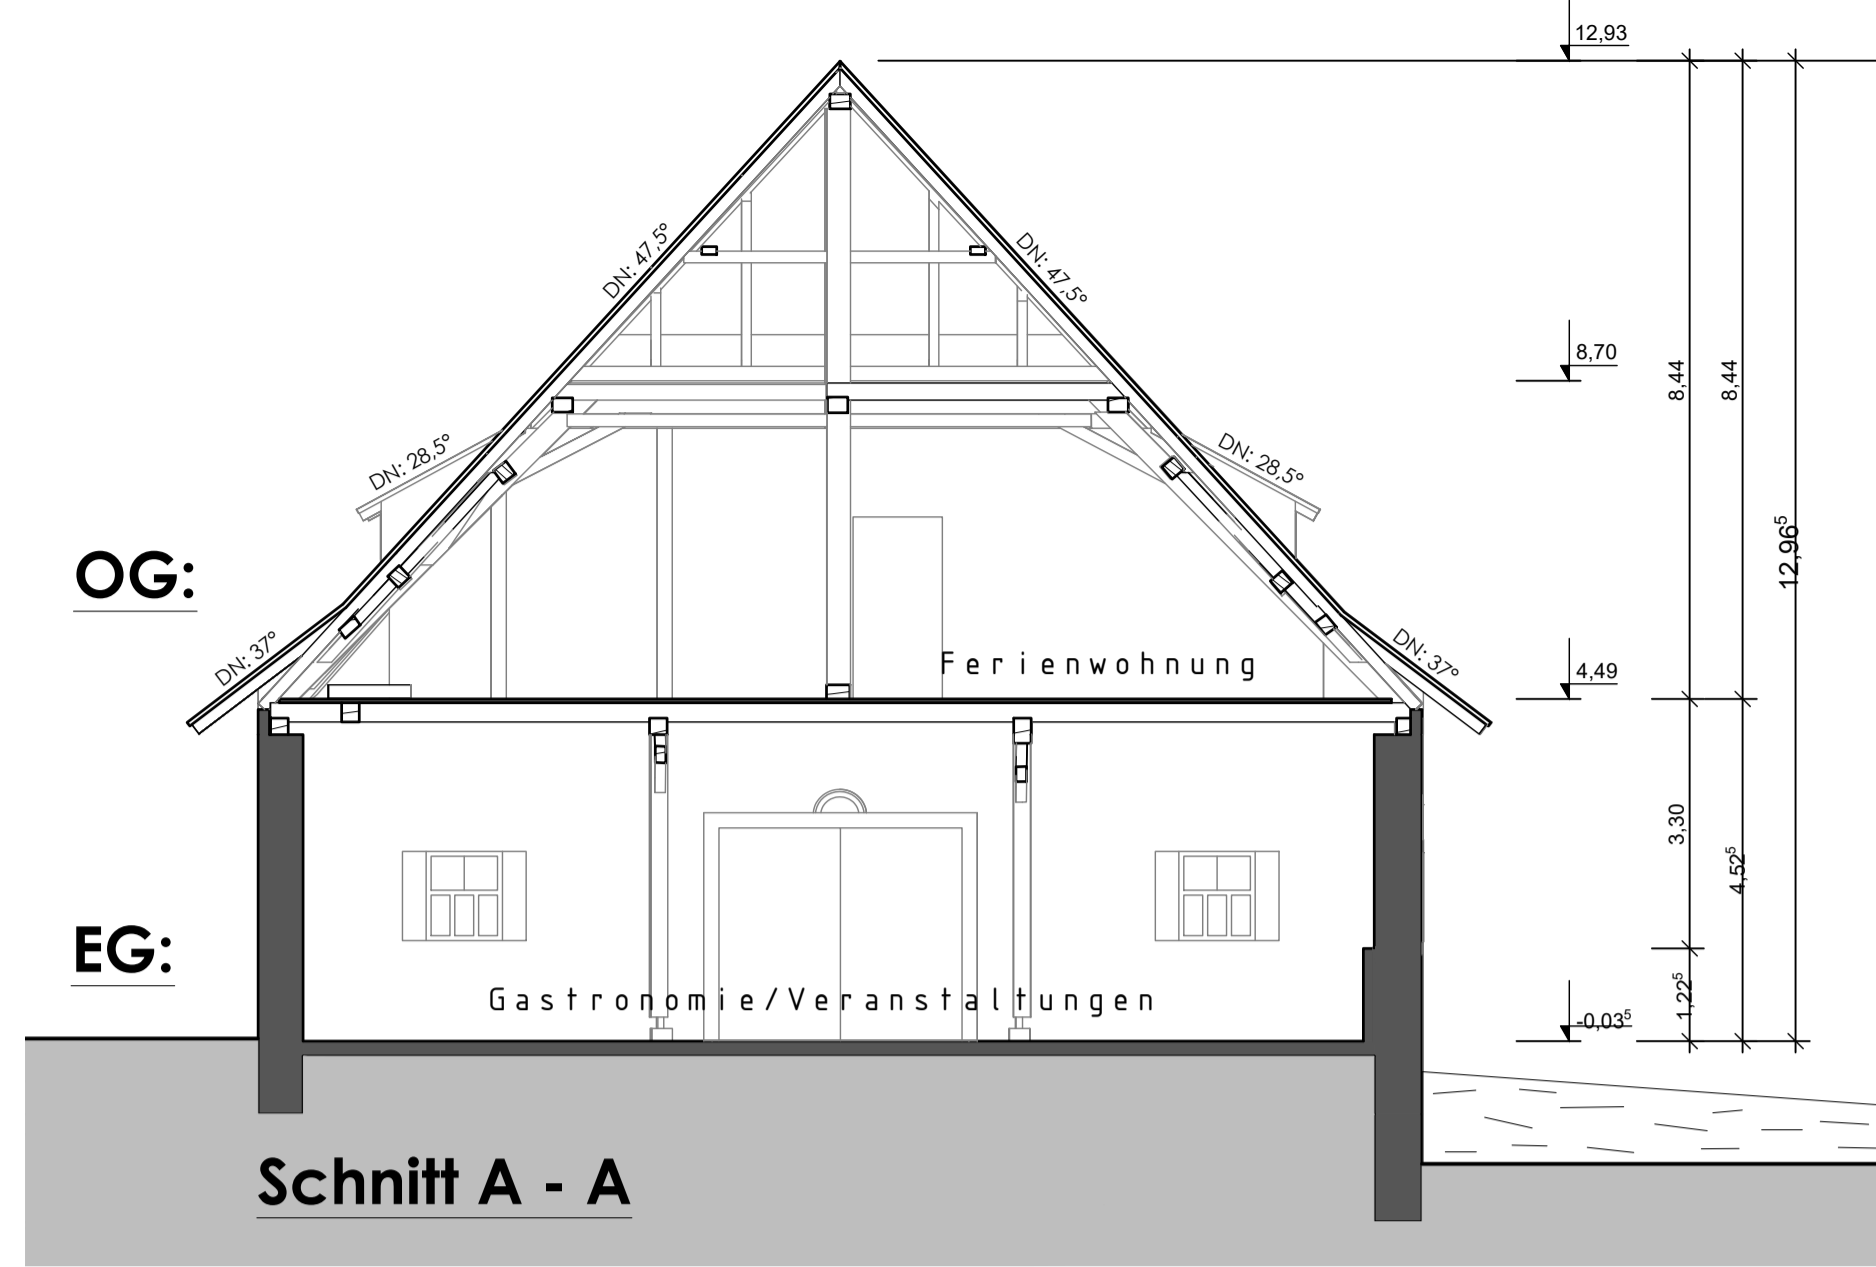 12,93
DN: 47,5°
DN: 47,5°
8,70
8,44
8,44
DN: 28,5°
DN: 28,5°
12,96⁵
OG:
DN: 37°
DN: 37°
Ferienwohnung
4,49
3,30
4,52⁵
EG:
Gastronomie/Veranstaltungen
1,22⁵
-0,03⁵
Schnitt A - A